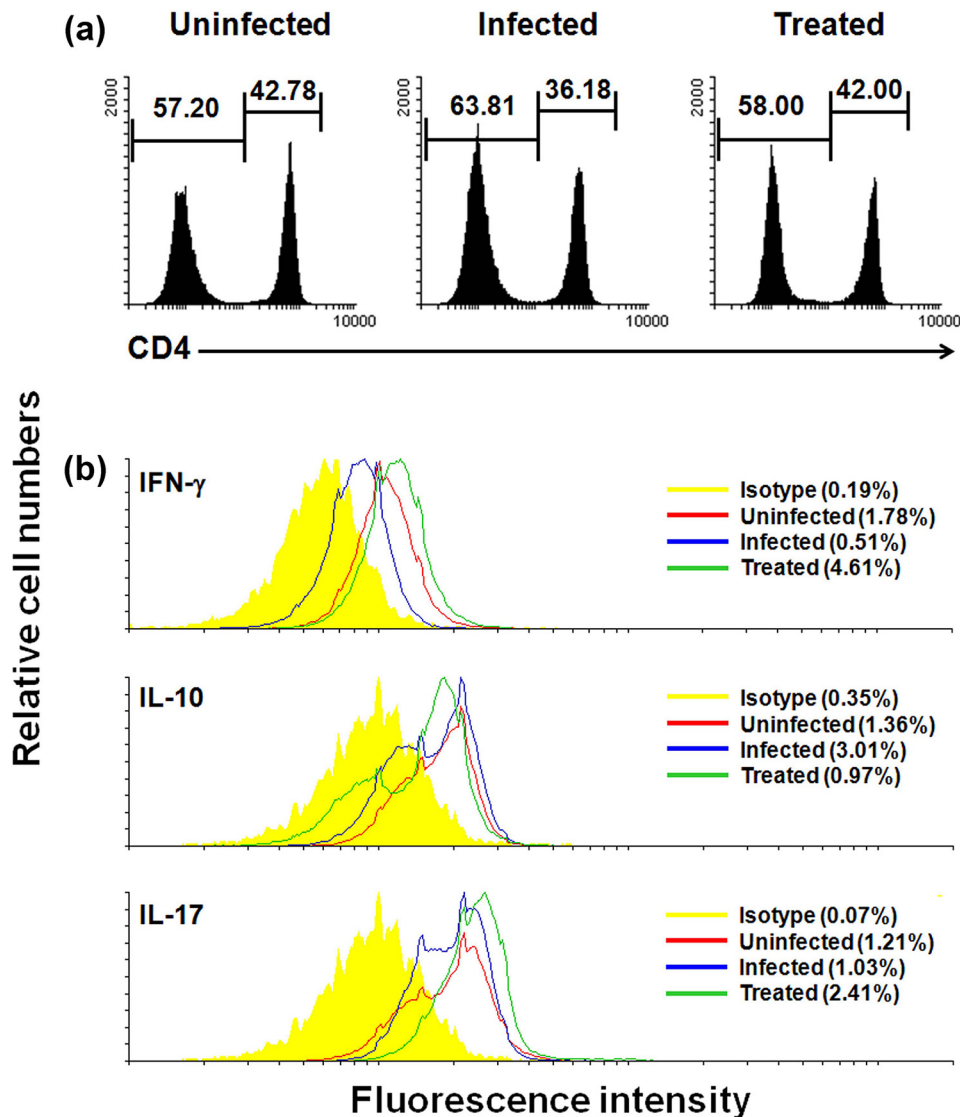 (a)
Uninfected Infected Treated
2000 57.20 42.78 2000 63.81 36.18 2000 58.00 42.00
10000 10000 10000
CD4
Relative cell numbers
(b)
IFN-γ
Isotype (0.19%)
Uninfected (1.78%)
Infected (0.51%)
Treated (4.61%)
IL-10
Isotype (0.35%)
Uninfected (1.36%)
Infected (3.01%)
Treated (0.97%)
IL-17
Isotype (0.07%)
Uninfected (1.21%)
Infected (1.03%)
Treated (2.41%)
Fluorescence intensity